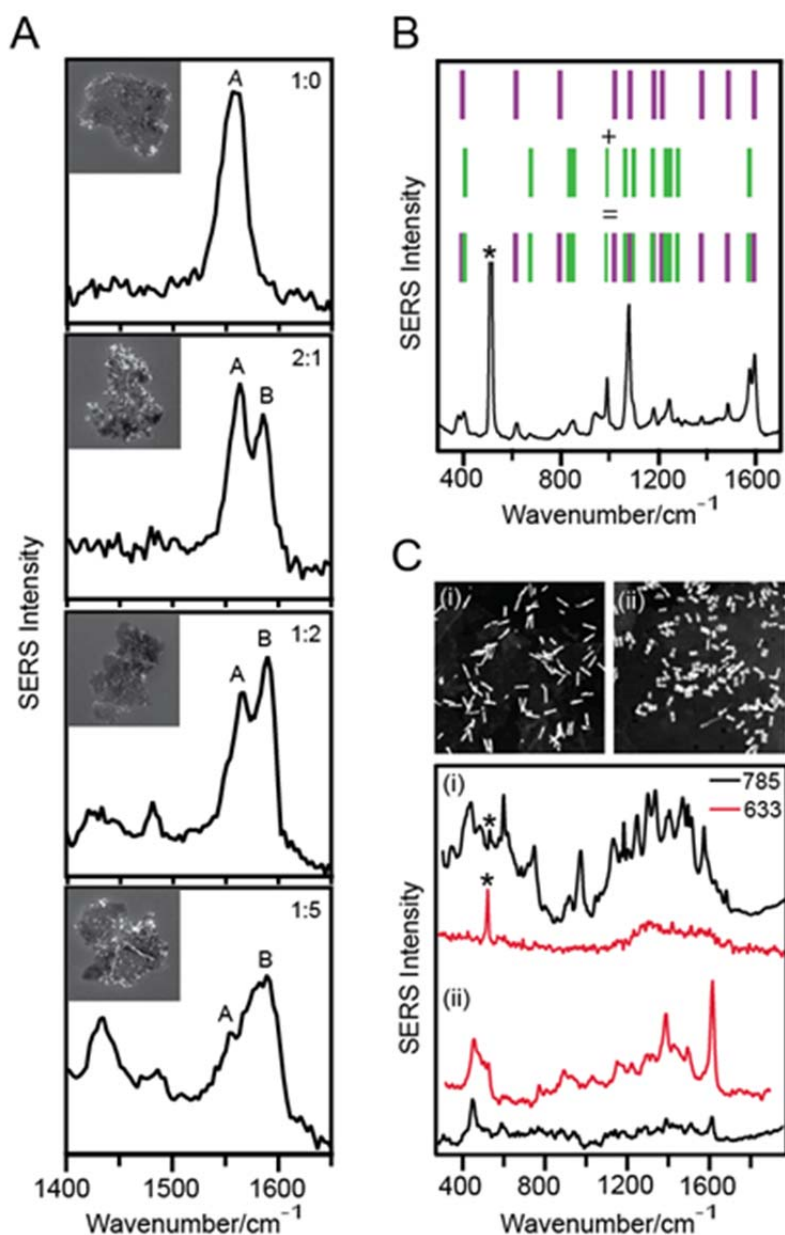 A
SERS Intensity
1:0
A
2:1
A
B
1:2
A
B
1:5
A
B
1400
1500
1600
Wavenumber/cm⁻¹
B
SERS Intensity
+
=
*
400
800
1200
1600
Wavenumber/cm⁻¹
C
(i)
(ii)
SERS Intensity
(i)
785
633
*
*
(ii)
400
800
1200
1600
Wavenumber/cm⁻¹